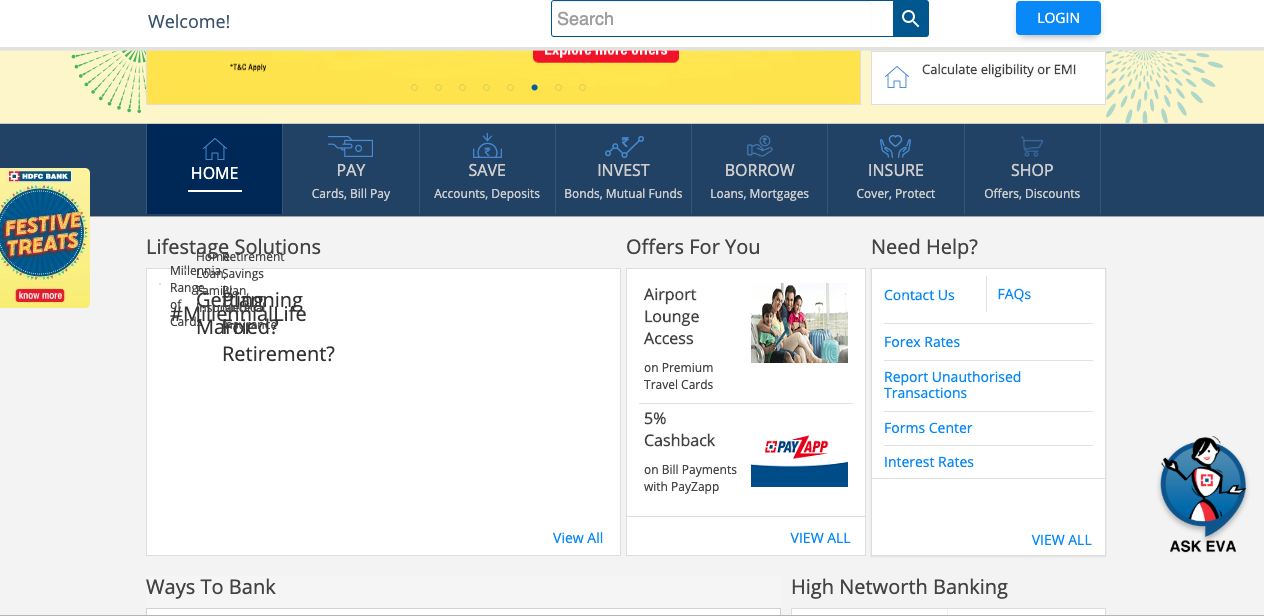 Welcome!
Search
LOGIN
Explore more offers
*T&C Apply
Calculate eligibility or EMI
HOME
PAY
Cards, Bill Pay
SAVE
Accounts, Deposits
INVEST
Bonds, Mutual Funds
BORROW
Loans, Mortgages
INSURE
Cover, Protect
SHOP
Offers, Discounts
HDFC BANK
FESTIVE
TREATS
know more
Lifestage Solutions
Range
of
#MillennialLife
Getting
Married?
Planning
For
Retirement?
Retirement
Savings
Plan,
View All
Offers For You
Airport
Lounge
Access
on Premium
Travel Cards
5%
Cashback
on Bill Payments
with PayZapp
PAYZAPP
VIEW ALL
Need Help?
Contact Us
FAQs
Forex Rates
Report Unauthorised
Transactions
Forms Center
Interest Rates
VIEW ALL
ASK EVA
Ways To Bank
High Networth Banking